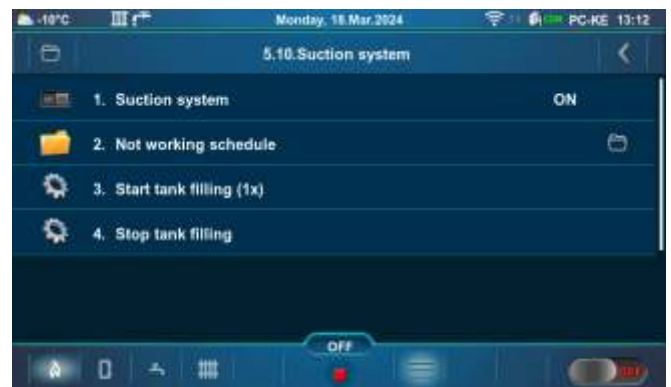 -10°C Monday, 18.Mar.2024 PC-KE 13:12
5.10.Suction system
1. Suction system ON
2. Not working schedule
3. Start tank filling (1x)
4. Stop tank filling
OFF
OFF